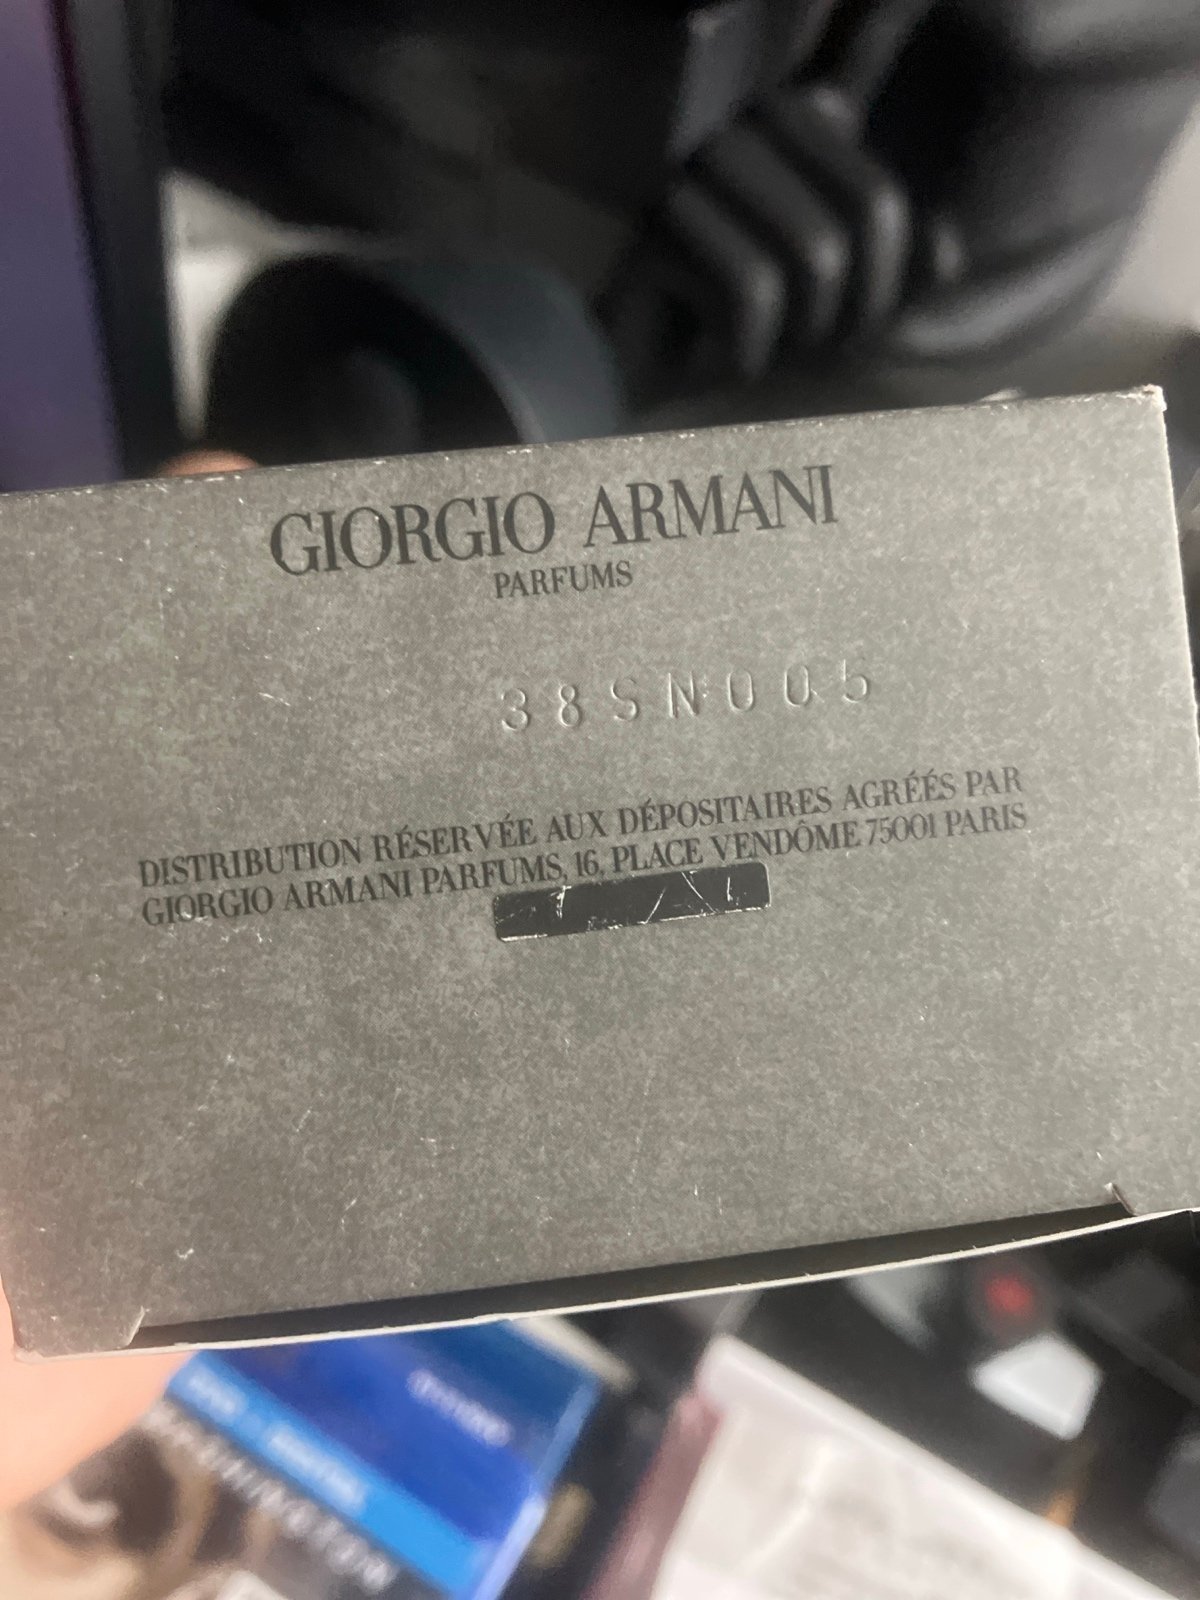 GIORGIO ARMANI
PARFUMS
38SN005
DISTRIBUTION RÉSERVÉE AUX DÉPOSITAIRES AGRÉÉS PAR
GIORGIO ARMANI PARFUMS, 16, PLACE VENDÔME 75001 PARIS